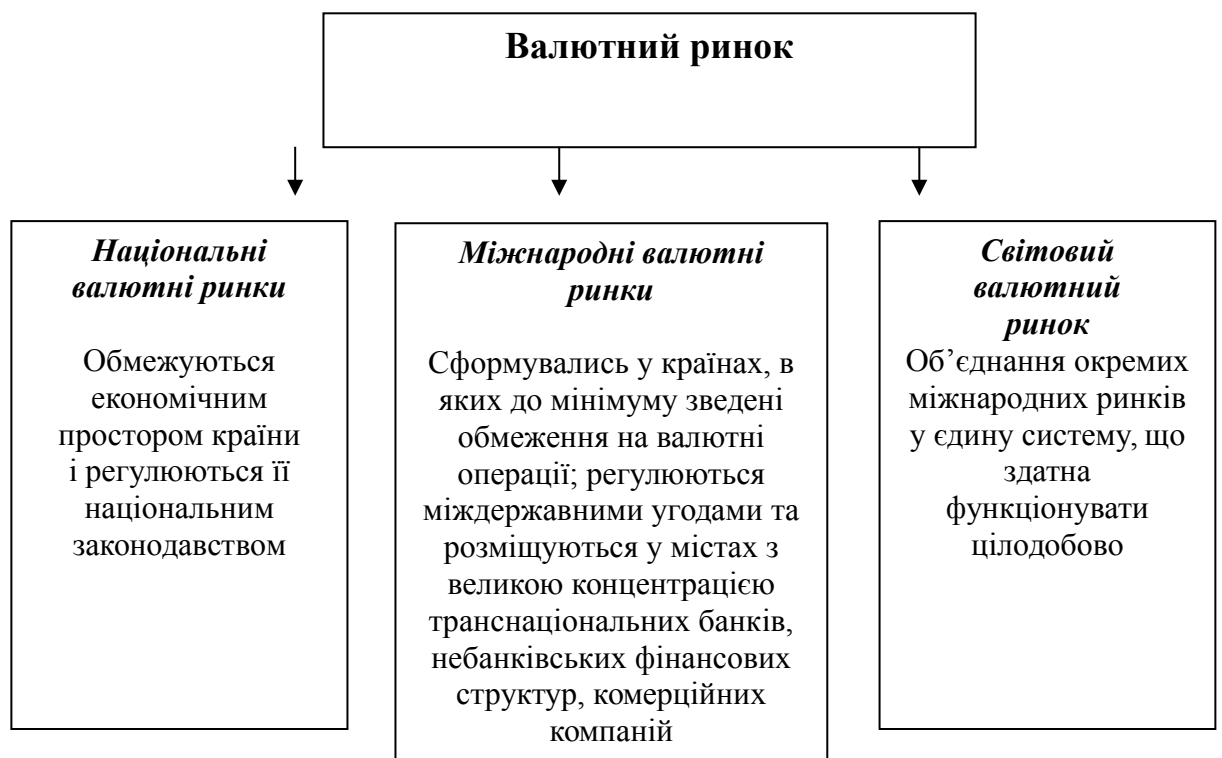 Валютний ринок
Національні
валютні ринки
Обмежуються
економічним
простором країни
і регулюються її
національним
законодавством
Міжнародні валютні
ринки
Сформувались у країнах, в
яких до мінімуму зведені
обмеження на валютні
операції; регулюються
міждержавними угодами та
розміщуються у містах з
великою концентрацією
транснаціональних банків,
небанківських фінансових
структур, комерційних
компаній
Світовий
валютний
ринок
Об’єднання окремих
міжнародних ринків
у єдину систему, що
здатна
функціонувати
цілодобово